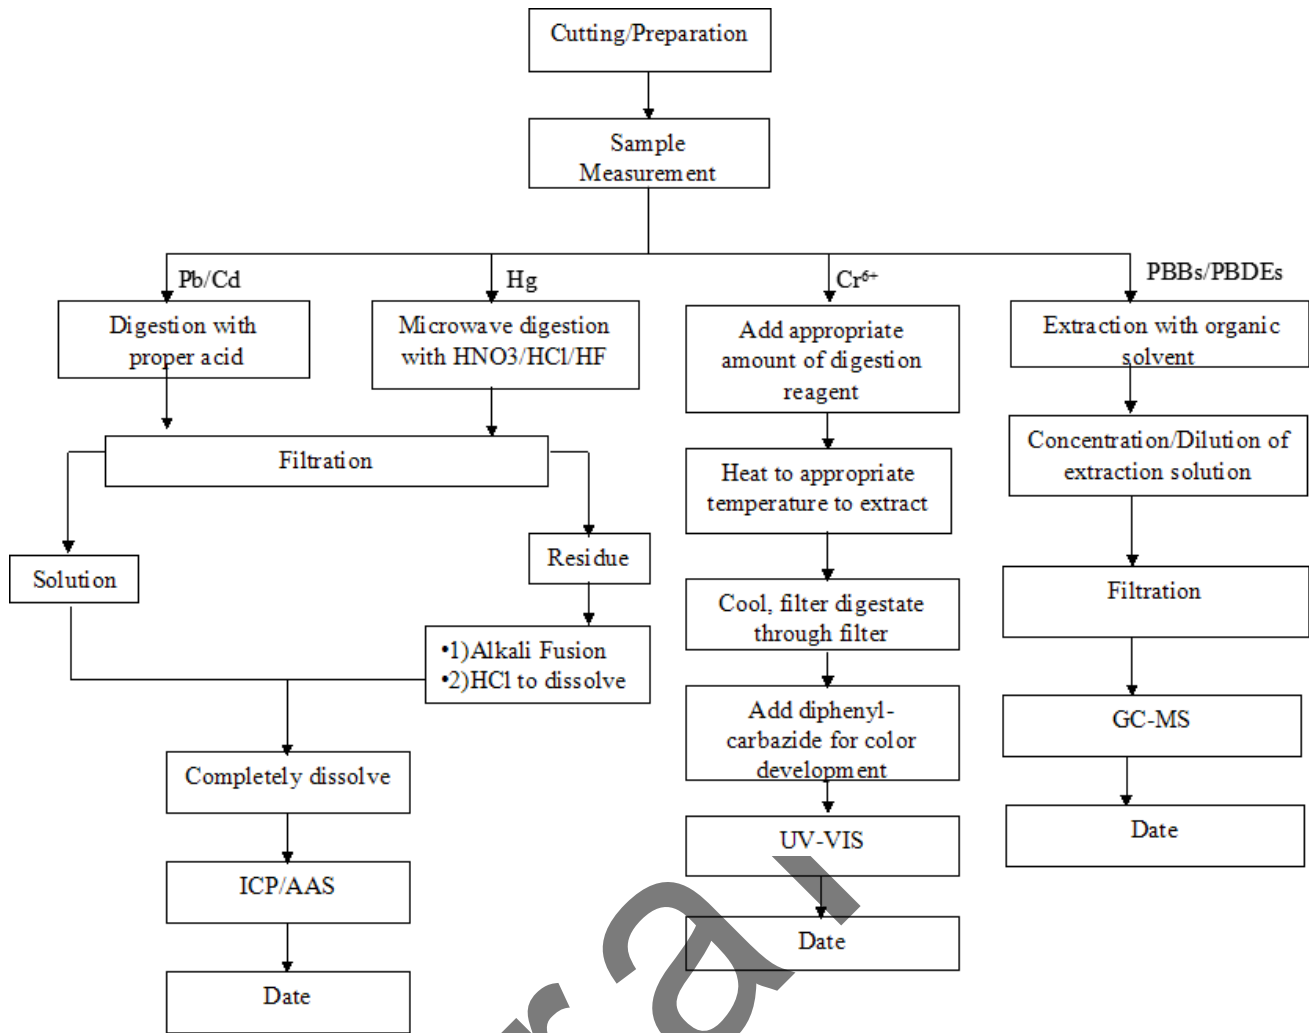 Cutting/Preparation
Sample
Measurement
Pb/Cd
Hg
Cr⁶⁺
PBBs/PBDEs
Digestion with
proper acid
Microwave digestion
with HNO3/HCl/HF
Add appropriate
amount of digestion
reagent
Extraction with organic
solvent
Filtration
Heat to appropriate
temperature to extract
Concentration/Dilution of
extraction solution
Solution
Residue
Cool, filter digestate
through filter
Filtration
•1)Alkali Fusion
•2)HCl to dissolve
Add diphenyl-
carbazide for color
development
GC-MS
Completely dissolve
UV-VIS
Date
ICP/AAS
Date
Date